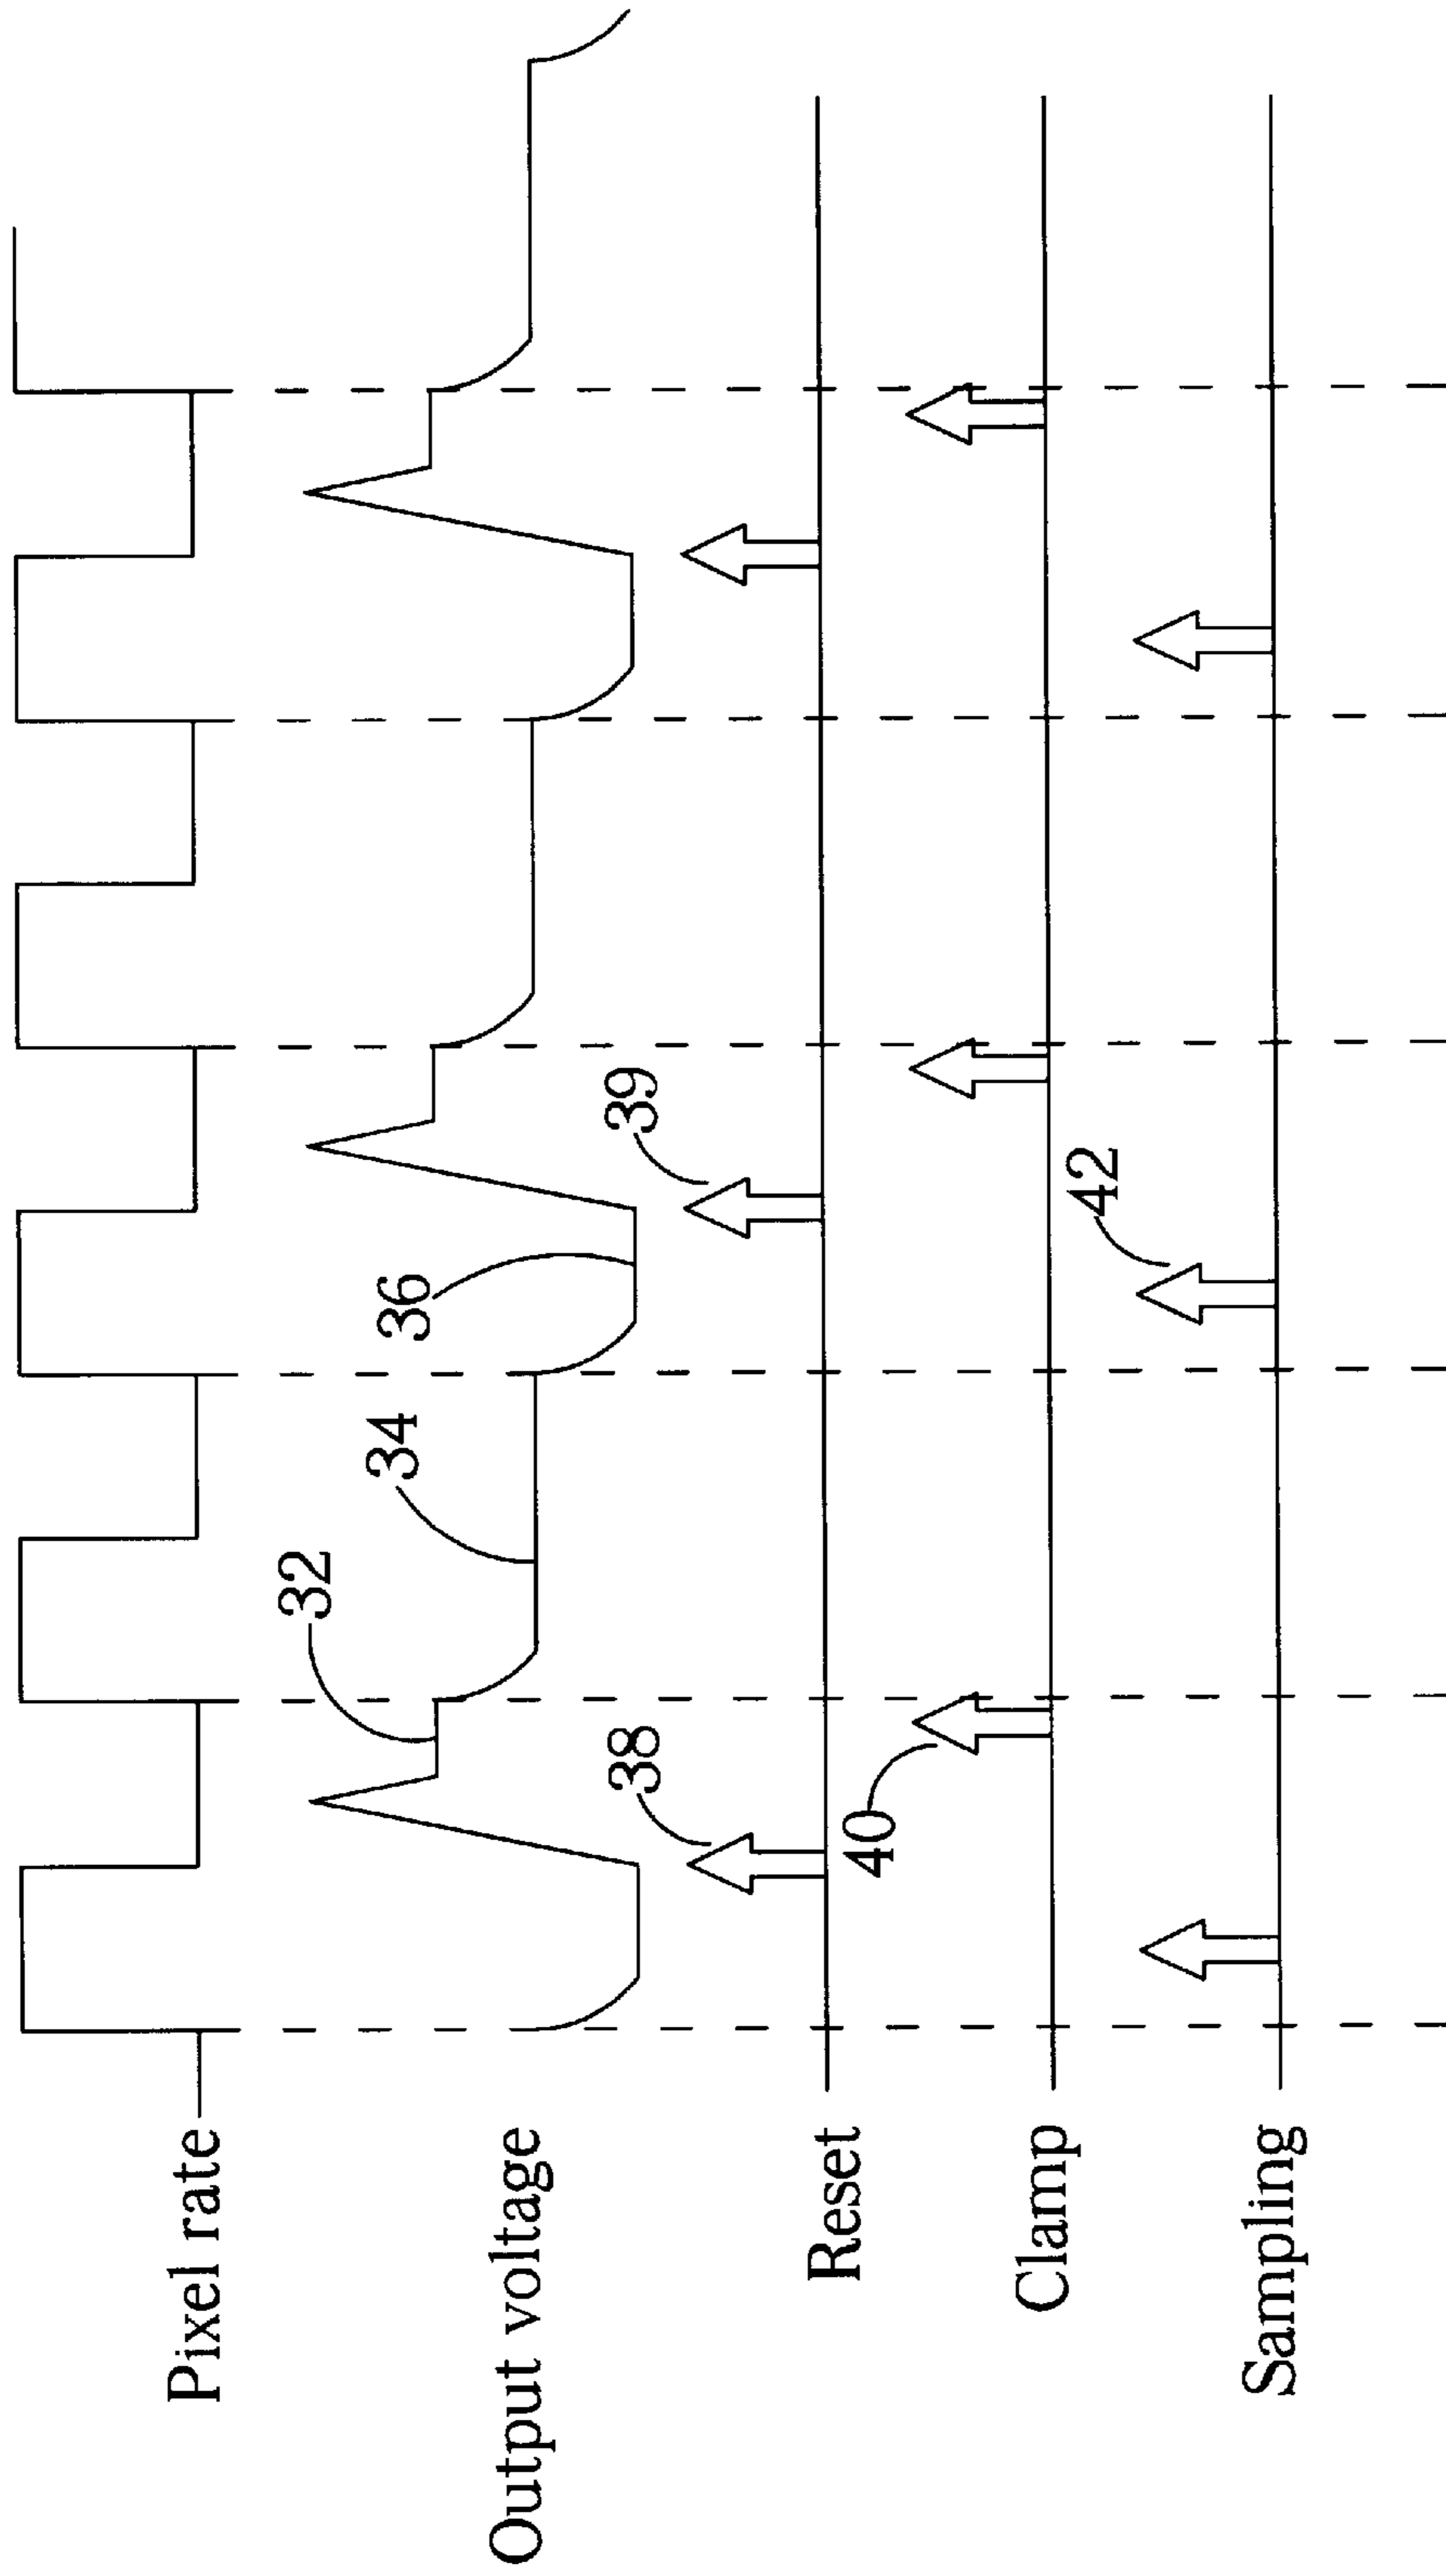 Pixel rate
Output voltage
32
34
36
Reset
38
39
Clamp
40
Sampling
42